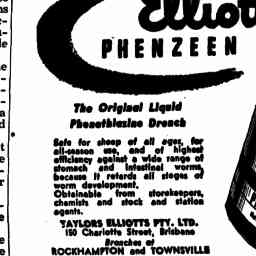 Elliott
PHENZEEN
The Original Liquid
Phenothiazine Drench
Safe for sheep of all ages, for
all-season use, and of highest
efficiency against a wide range of
stomach and intestinal worms,
because it retards all stages of
worm development.
Obtainable from storekeepers,
chemists and stock and station
agents.
TAYLORS ELLIOTTS PTY. LTD.
150 Charlotte Street, Brisbane
Branches at
ROCKHAMPTON and TOWNSVILLE